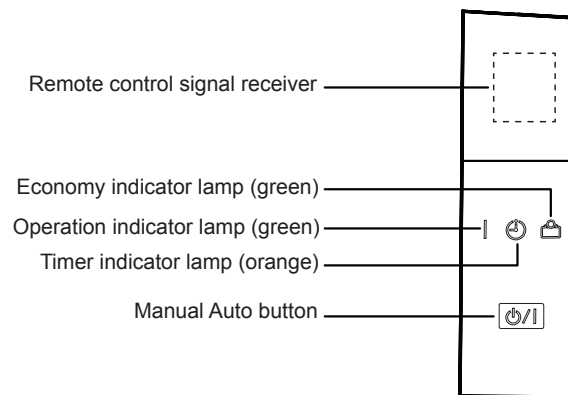 Remote control signal receiver
Economy indicator lamp (green)
Operation indicator lamp (green)
Timer indicator lamp (orange)
Manual Auto button